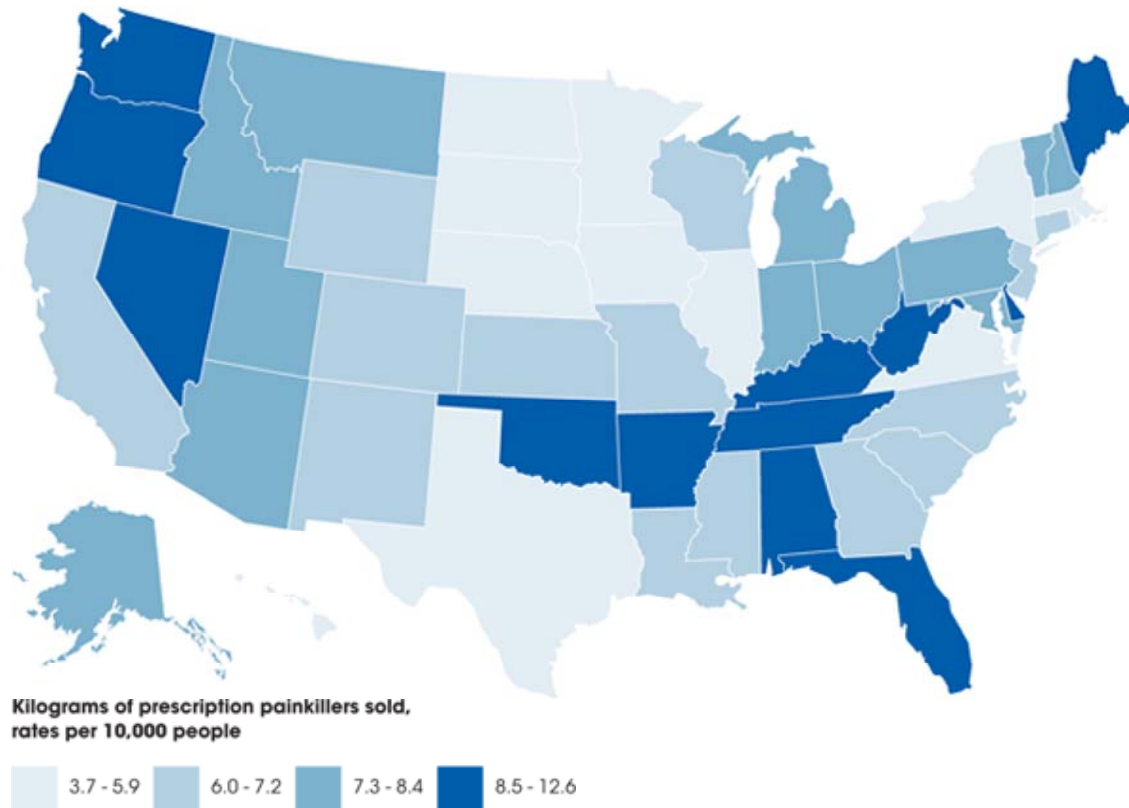 Kilograms of prescription painkillers sold,
rates per 10,000 people
3.7 - 5.9 6.0 - 7.2 7.3 - 8.4 8.5 - 12.6